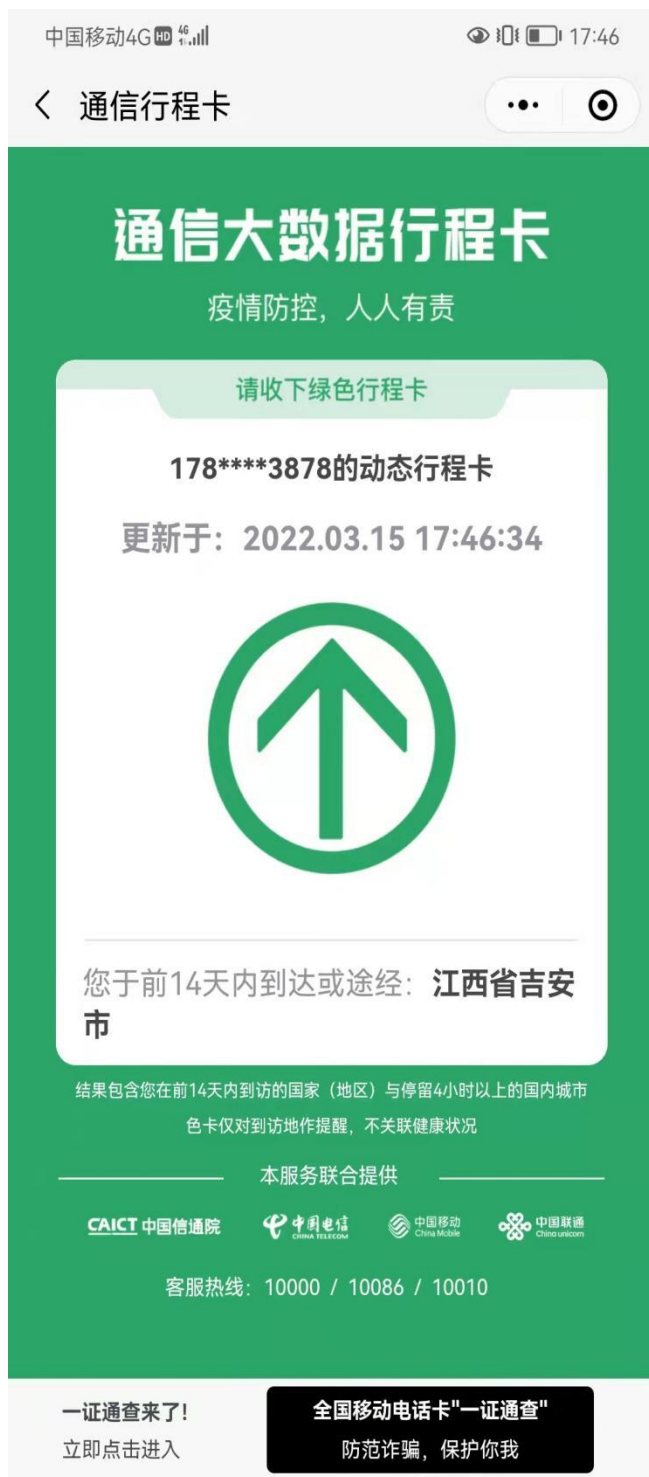 中国移动4G HD 4G 17:46
通信行程卡
通信大数据行程卡
疫情防控，人人有责
请收下绿色行程卡
178****3878的动态行程卡
更新于：2022.03.15 17:46:34
您于前14天内到达或途经：江西省吉安
市
结果包含您在前14天内到访的国家（地区）与停留4小时以上的国内城市
色卡仅对到访地作提醒，不关联健康状况
本服务联合提供
CAICT 中国信通院 中国电信 CHINA TELECOM 中国移动 China Mobile 中国联通 China unicom
客服热线：10000 / 10086 / 10010
一证通查来了! 全国移动电话卡"一证通查"
立即点击进入 防范诈骗，保护你我